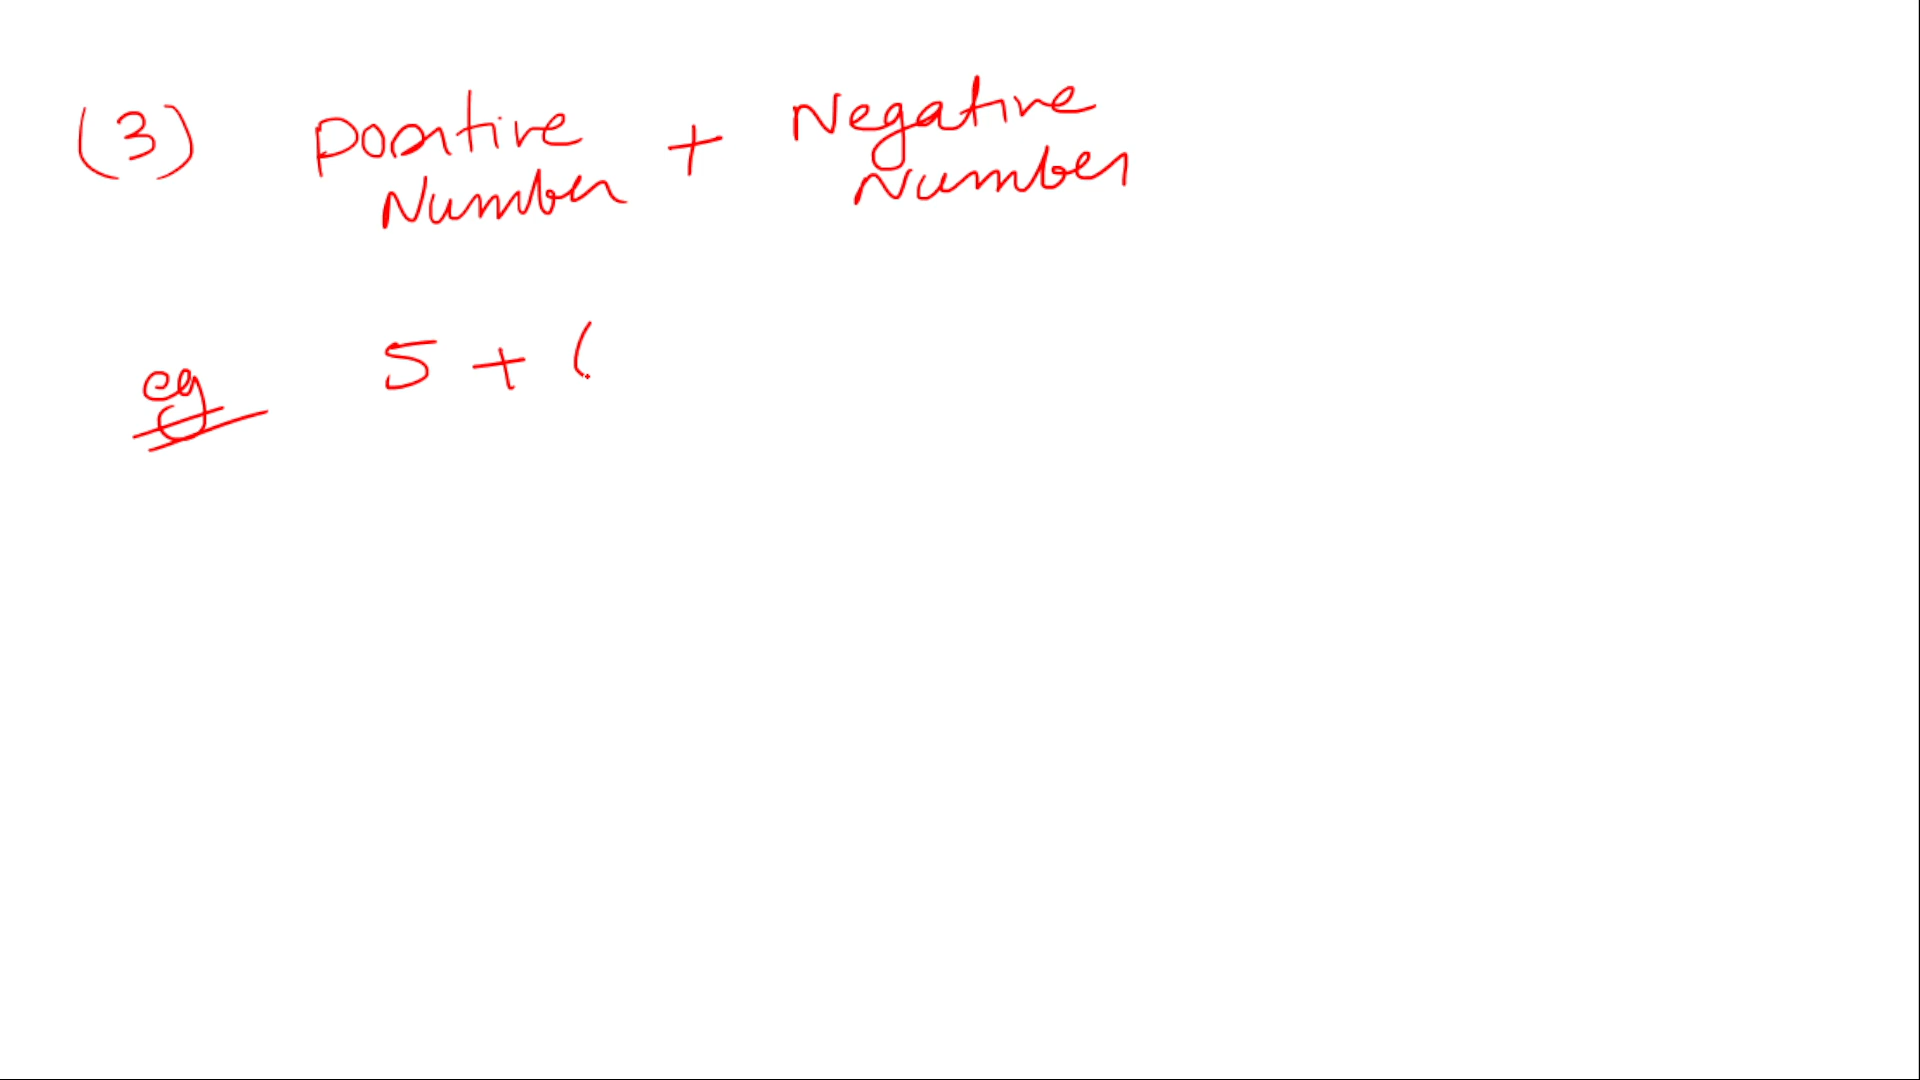 (3) Positive + Negative
Number Number
eg 5 + (